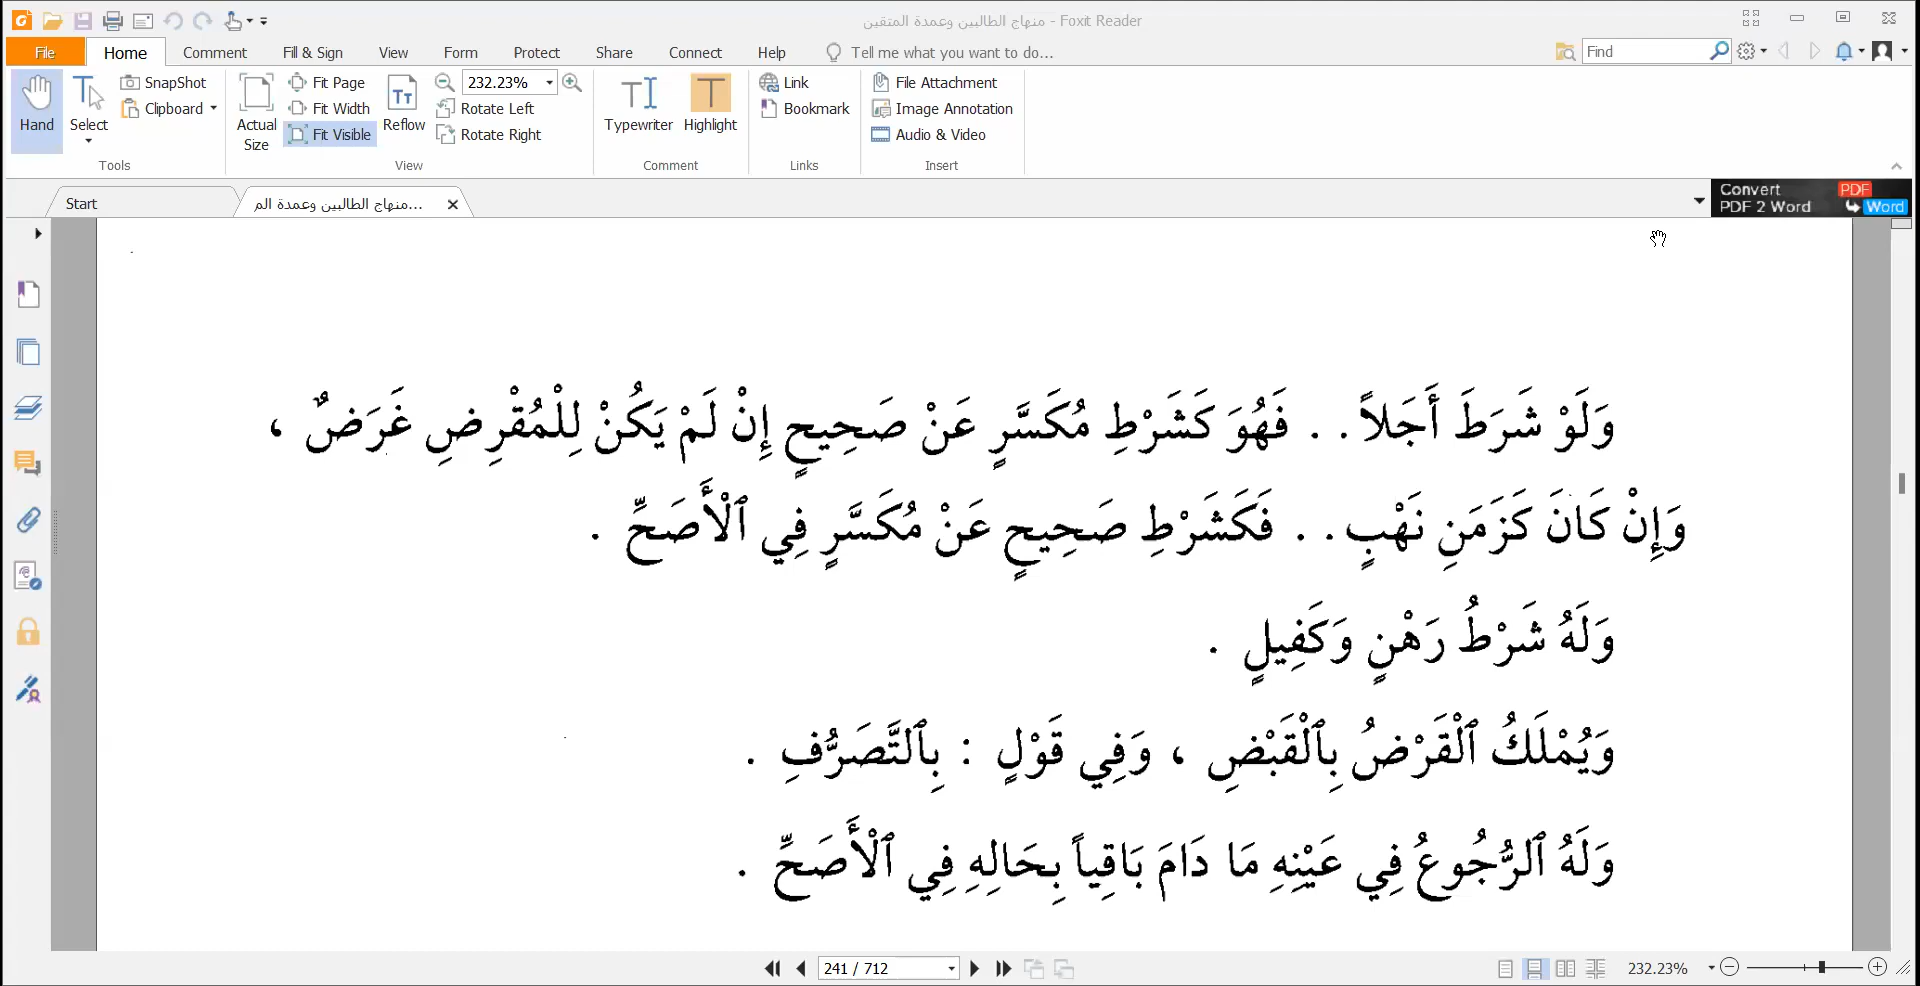 منهاج الطالبين وعمدة المتقين - Foxit Reader
File Home Comment Fill & Sign View Form Protect Share Connect Help Tell me what you want to do... Find
SnapShot Fit Page 232.23% Link File Attachment
Clipboard Fit Width Rotate Left Bookmark Image Annotation
Hand Select Actual Size Fit Visible Reflow Rotate Right Typewriter Highlight Audio & Video
Tools View Comment Links Insert
Start منهاج الطالبين وعمدة الم... Convert PDF
PDF 2 Word Word
وَلَوْ شَرَطَ أَجَلاً . . فَهُوَ كَشَرْطِ مُكَسَّرٍ عَنْ صَحِيحٍ إِنْ لَمْ يَكُنْ لِلْمُقْرِضِ غَرَضٌ ،
وَإِنْ كَانَ كَزَمَنِ نَهْبٍ . . فَكَشَرْطِ صَحِيحٍ عَنْ مُكَسَّرٍ فِي ٱلْأَصَحِّ .
وَلَهُ شَرْطُ رَهْنٍ وَكَفِيلٍ .
وَيُمْلَكُ ٱلْقَرْضُ بِٱلْقَبْضِ ، وَفِي قَوْلٍ : بِٱلتَّصَرُّفِ .
وَلَهُ ٱلرُّجُوعُ فِي عَيْنِهِ مَا دَامَ بَاقِياً بِحَالِهِ فِي ٱلْأَصَحِّ .
241 / 712 232.23%